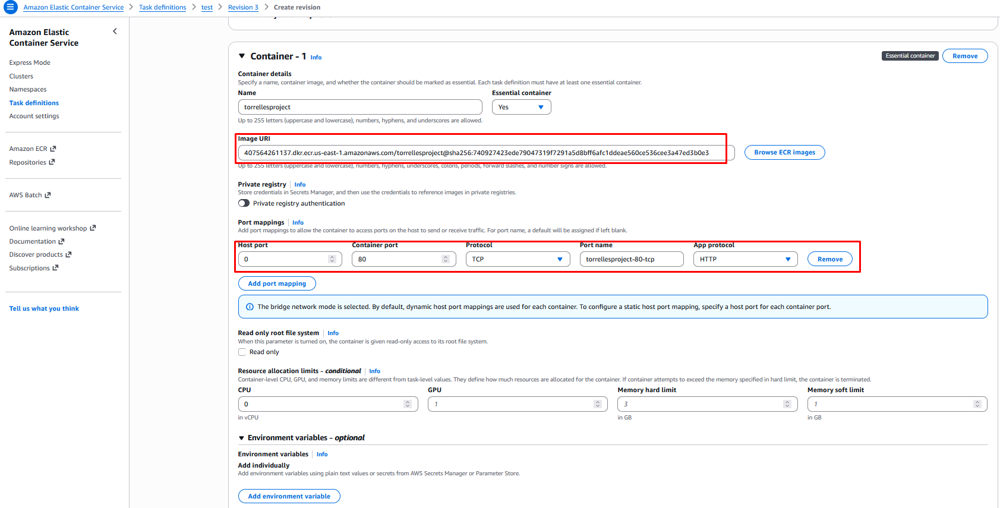 Amazon Elastic Container Service > Task definitions > test > Revision 3 > Create revision
Amazon Elastic
Container Service
Express Mode
Clusters
Namespaces
Task definitions
Account settings
Amazon ECR
Repositories
AWS Batch
Online learning workshop
Documentation
Discover products
Subscriptions
Tell us what you think
Container - 1 Info
Essential container
Remove
Container details
Specify a name, container image, and whether the container should be marked as essential. Each task definition must have at least one essential container.
Name
Essential container
torrellesproject
Yes
Up to 255 letters (uppercase and lowercase), numbers, hyphens, and underscores are allowed.
Image URI
407564261137.dkr.ecr.us-east-1.amazonaws.com/torrellesproject@sha256:740927423ede79047319f7291a5d8bff6afc1ddeae560ce536cee3a47ed3b0e3
Browse ECR images
Up to 255 letters (uppercase and lowercase), numbers, hyphens, underscores, colons, periods, forward slashes, and number signs are allowed.
Private registry Info
Store credentials in Secrets Manager, and then use the credentials to reference images in private registries.
Private registry authentication
Port mappings Info
Add port mappings to allow the container to access ports on the host to send or receive traffic. For port name, a default will be assigned if left blank.
Host port Container port Protocol Port name App protocol
0 80 TCP torrellesproject-80-tcp HTTP Remove
Add port mapping
The bridge network mode is selected. By default, dynamic host port mappings are used for each container. To configure a static host port mapping, specify a host port for each container port.
Read only root file system Info
When this parameter is turned on, the container is given read-only access to its root file system.
Read only
Resource allocation limits - conditional Info
Container-level CPU, GPU, and memory limits are different from task-level values. They define how much resources are allocated for the container. If container attempts to exceed the memory specified in hard limit, the container is terminated.
CPU GPU Memory hard limit Memory soft limit
0 1 3 1
in vCPU in GB in GB
Environment variables - optional
Environment variables Info
Add individually
Add environment variables using plain text values or secrets from AWS Secrets Manager or Parameter Store.
Add environment variable